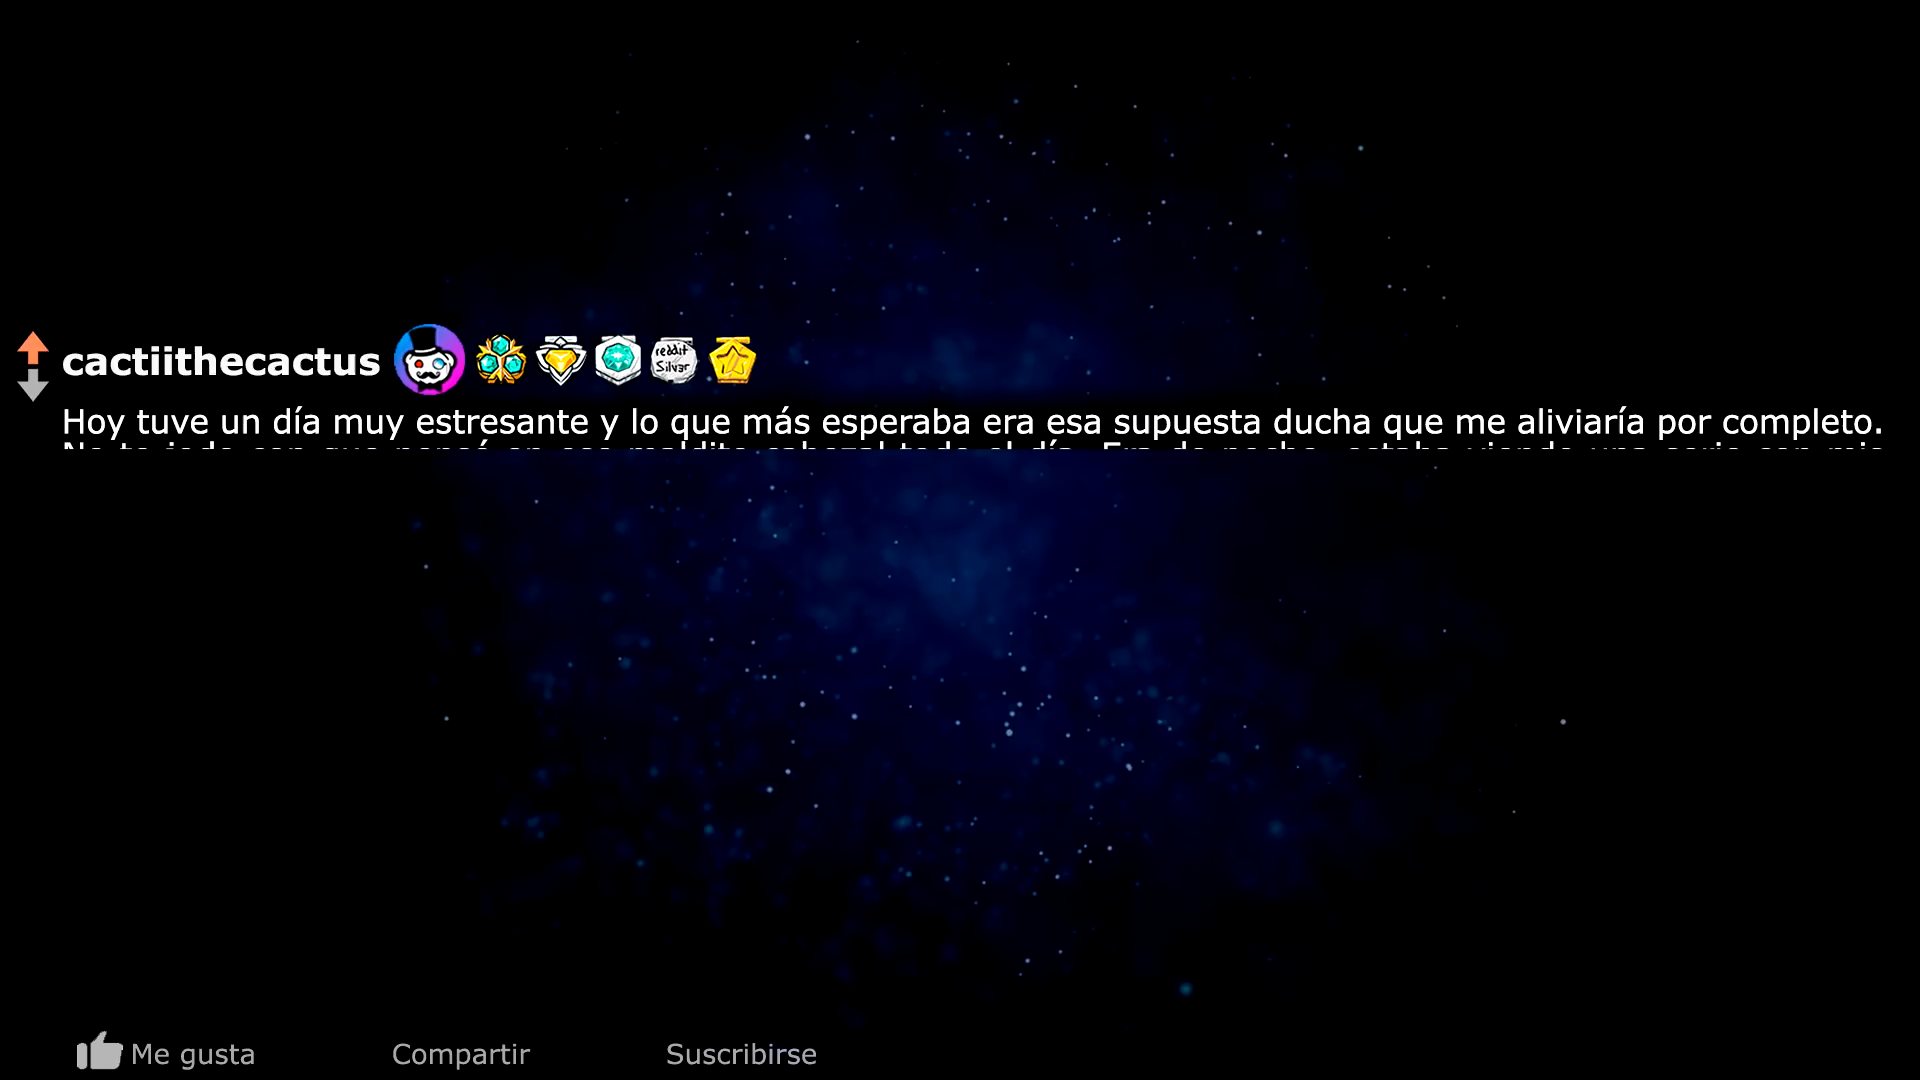 cactiithecactus
reddit
Silver
Hoy tuve un día muy estresante y lo que más esperaba era esa supuesta ducha que me aliviaría por completo.
Me gusta
Compartir
Suscribirse